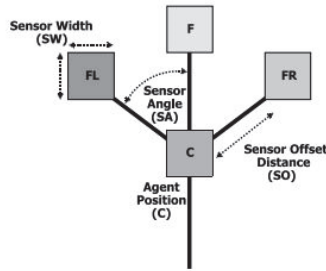 Sensor Width
(SW)
F
FL
FR
Sensor
Angle
(SA)
C
Sensor Offset
Distance
(SO)
Agent
Position
(C)